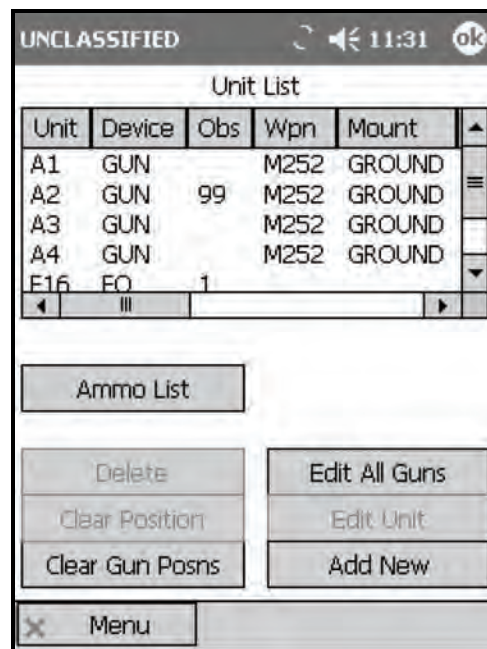 UNCLASSIFIED 11:31 ok
Unit List
Unit Device Obs Wpn Mount
A1 GUN M252 GROUND
A2 GUN 99 M252 GROUND
A3 GUN M252 GROUND
A4 GUN M252 GROUND
F16 FO 1
Ammo List
Delete Edit All Guns
Clear Position Edit Unit
Clear Gun Posns Add New
Menu